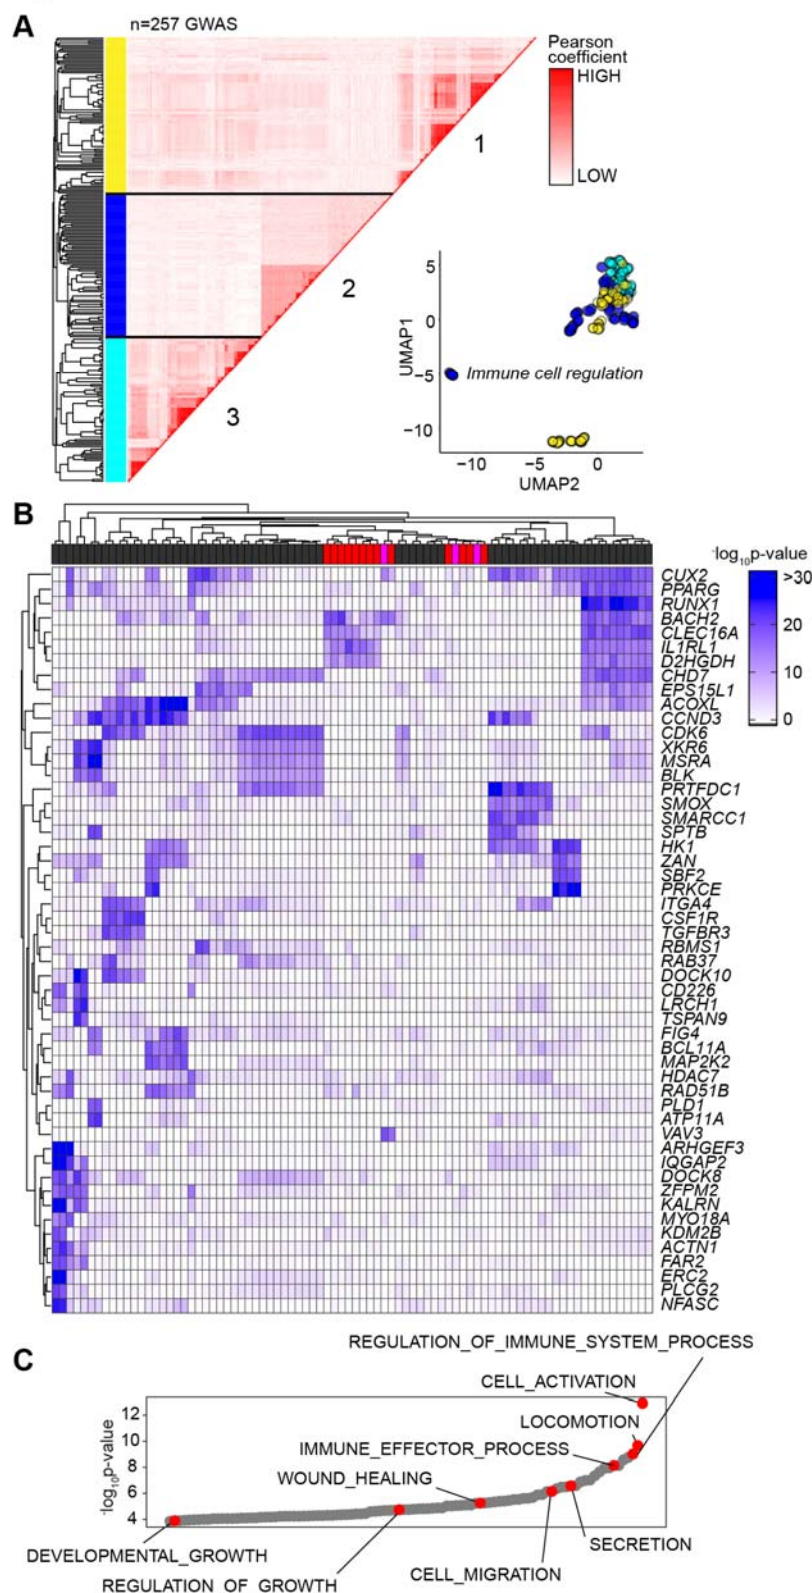 A
n=257 GWAS
Pearson
coefficient
HIGH
LOW
1
2
3
5
0
−5
−10
UMAP1
Immune cell regulation
−10
−5
0
UMAP2
B
-log10p-value
>30
20
10
0
CUX2
PPARG
RUNX1
BACH2
CLEC16A
IL1RL1
D2HGDH
CHD7
EPS15L1
ACOXL
CCND3
CDK6
XKR6
MSRA
BLK
PRTFDC1
SMOX
SMARCC1
SPTB
HK1
ZAN
SBF2
PRKCE
ITGA4
CSF1R
TGFBR3
RBMS1
RAB37
DOCK10
CD226
LRCH1
TSPAN9
FIG4
BCL11A
MAP2K2
HDAC7
RAD51B
PLD1
ATP11A
VAV3
ARHGEF3
IQGAP2
DOCK8
ZFPM2
KALRN
MYO18A
KDM2B
ACTN1
FAR2
ERC2
PLCG2
NFASC
C
REGULATION_OF_IMMUNE_SYSTEM_PROCESS
CELL_ACTIVATION
LOCOMOTION
IMMUNE_EFFECTOR_PROCESS
WOUND_HEALING
-log10p-value
12
10
8
6
4
SECRETION
DEVELOPMENTAL_GROWTH
CELL_MIGRATION
REGULATION_OF_GROWTH